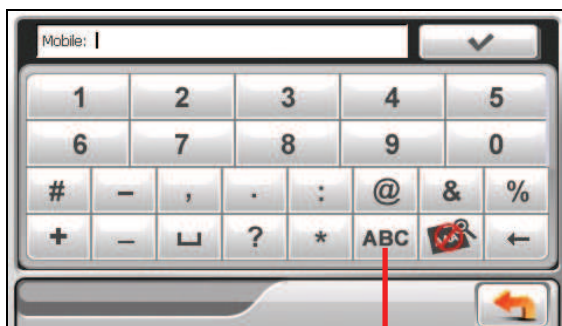 Mobile:
1 2 3 4 5
6 7 8 9 0
# - , . : @ & %
+ _ ␣ ? * ABC ←